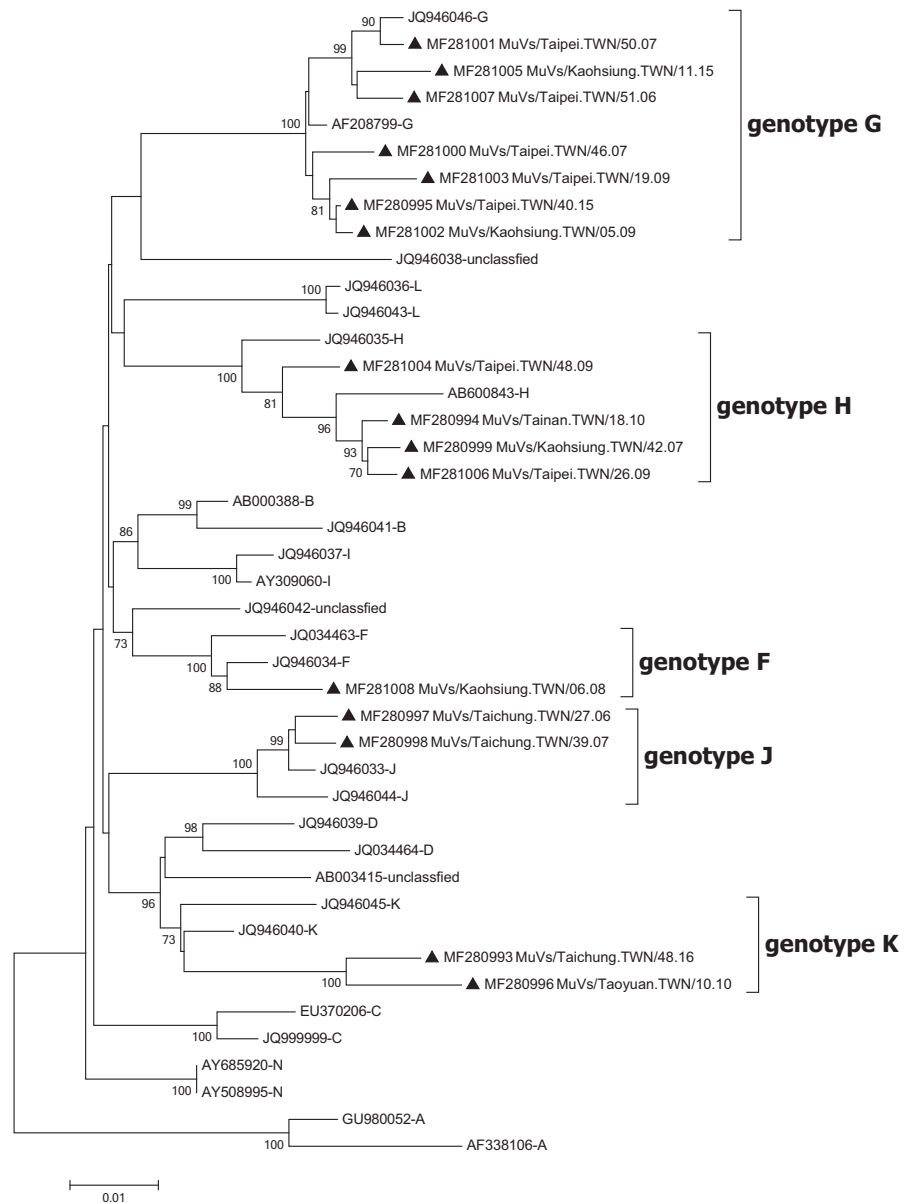 90
JQ946046-G
99
▲ MF281001 MuVs/Taipei.TWN/50.07
▲ MF281005 MuVs/Kaohsiung.TWN/11.15
▲ MF281007 MuVs/Taipei.TWN/51.06
genotype G
100
AF208799-G
▲ MF281000 MuVs/Taipei.TWN/46.07
▲ MF281003 MuVs/Taipei.TWN/19.09
81
▲ MF280995 MuVs/Taipei.TWN/40.15
▲ MF281002 MuVs/Kaohsiung.TWN/05.09
JQ946038-unclassfied
100
JQ946036-L
JQ946043-L
JQ946035-H
100
▲ MF281004 MuVs/Taipei.TWN/48.09
81
AB600843-H
genotype H
96
▲ MF280994 MuVs/Tainan.TWN/18.10
93
▲ MF280999 MuVs/Kaohsiung.TWN/42.07
70
▲ MF281006 MuVs/Taipei.TWN/26.09
99
AB000388-B
86
JQ946041-B
JQ946037-I
100
AY309060-I
JQ946042-unclassfied
73
JQ034463-F
100
JQ946034-F
genotype F
88
▲ MF281008 MuVs/Kaohsiung.TWN/06.08
▲ MF280997 MuVs/Taichung.TWN/27.06
99
▲ MF280998 MuVs/Taichung.TWN/39.07
genotype J
100
JQ946033-J
JQ946044-J
98
JQ946039-D
JQ034464-D
AB003415-unclassfied
96
JQ946045-K
73
JQ946040-K
genotype K
▲ MF280993 MuVs/Taichung.TWN/48.16
100
▲ MF280996 MuVs/Taoyuan.TWN/10.10
EU370206-C
100
JQ999999-C
AY685920-N
100
AY508995-N
GU980052-A
100
AF338106-A
0.01